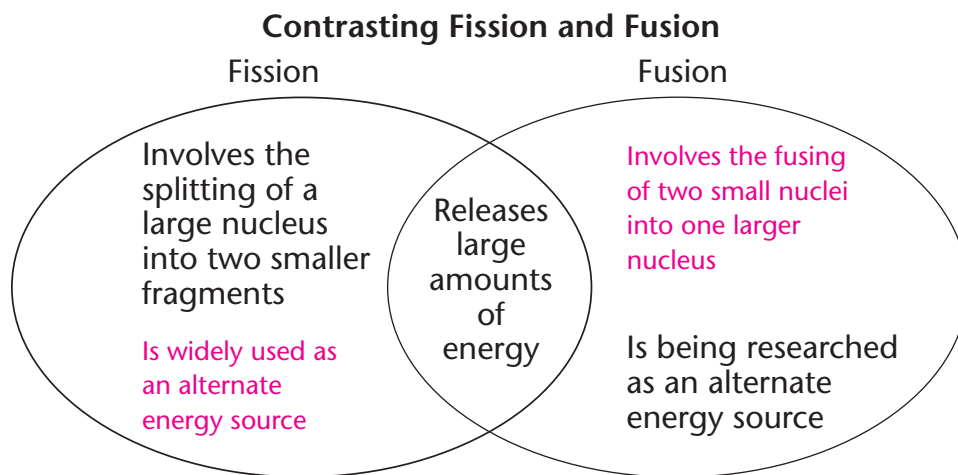 Contrasting Fission and Fusion
Fission
Fusion
Involves the
splitting of a
large nucleus
into two smaller
fragments
Is widely used as
an alternate
energy source
Releases
large
amounts
of
energy
Involves the fusing
of two small nuclei
into one larger
nucleus
Is being researched
as an alternate
energy source